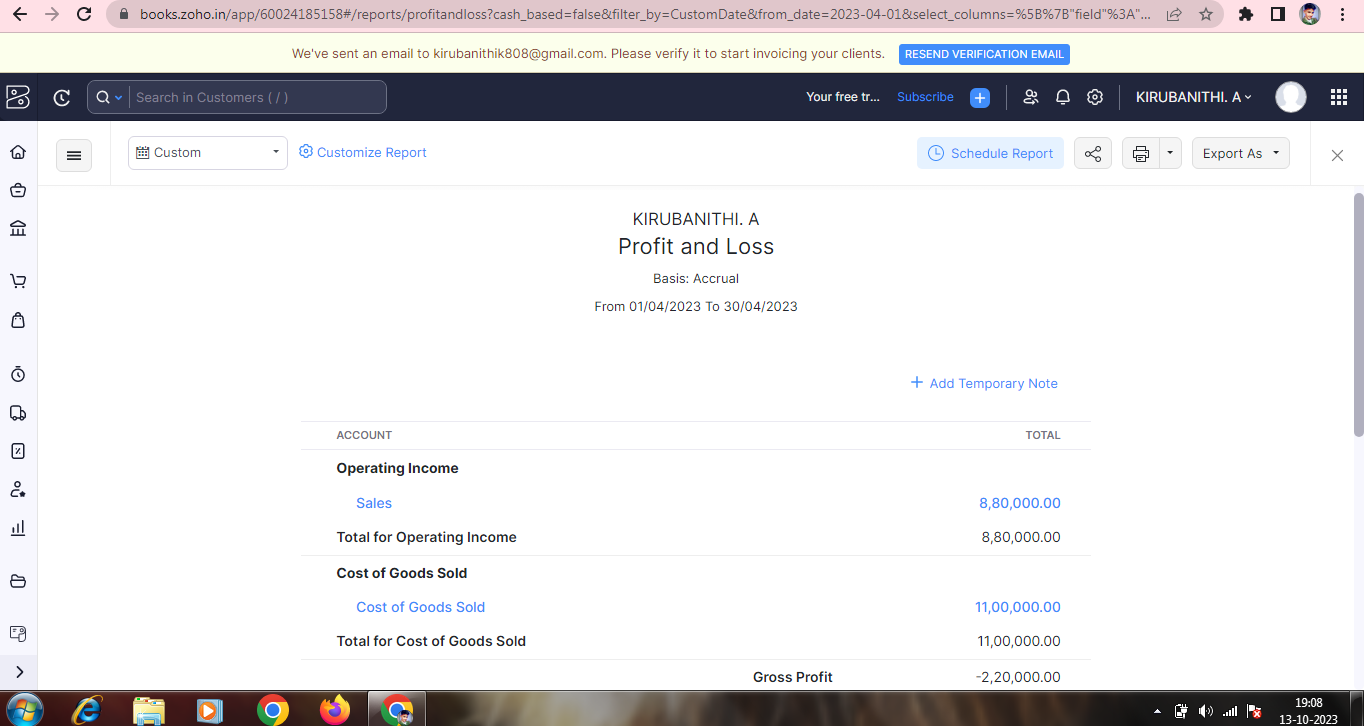 books.zoho.in/app/60024185158#/reports/profitandloss?cash_based=false&filter_by=CustomDate&from_date=2023-04-01&select_columns=%5B%7B"field"%3A"...
We've sent an email to kirubanithik808@gmail.com. Please verify it to start invoicing your clients. RESEND VERIFICATION EMAIL
Search in Customers ( / ) Your free tr... Subscribe KIRUBANITHI. A
Custom Customize Report Schedule Report Export As
KIRUBANITHI. A
Profit and Loss
Basis: Accrual
From 01/04/2023 To 30/04/2023
Add Temporary Note
ACCOUNT TOTAL
Operating Income
Sales 8,80,000.00
Total for Operating Income 8,80,000.00
Cost of Goods Sold
Cost of Goods Sold 11,00,000.00
Total for Cost of Goods Sold 11,00,000.00
Gross Profit -2,20,000.00
19:08
13-10-2023